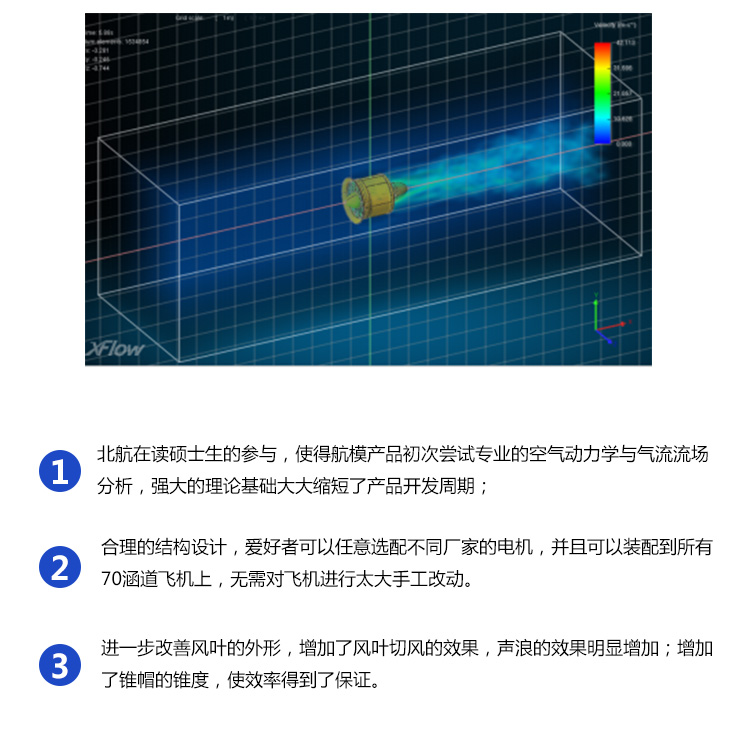 Velocity (m·s⁻¹)
1624954
-0.744
0.000
XFlow
1
北航在读硕士生的参与，使得航模产品初次尝试专业的空气动力学与气流流场
分析，强大的理论基础大大缩短了产品开发周期；
2
合理的结构设计，爱好者可以任意选配不同厂家的电机，并且可以装配到所有
70涵道飞机上，无需对飞机进行太大手工改动。
3
进一步改善风叶的外形，增加了风叶切风的效果，声浪的效果明显增加；增加
了锥帽的锥度，使效率得到了保证。